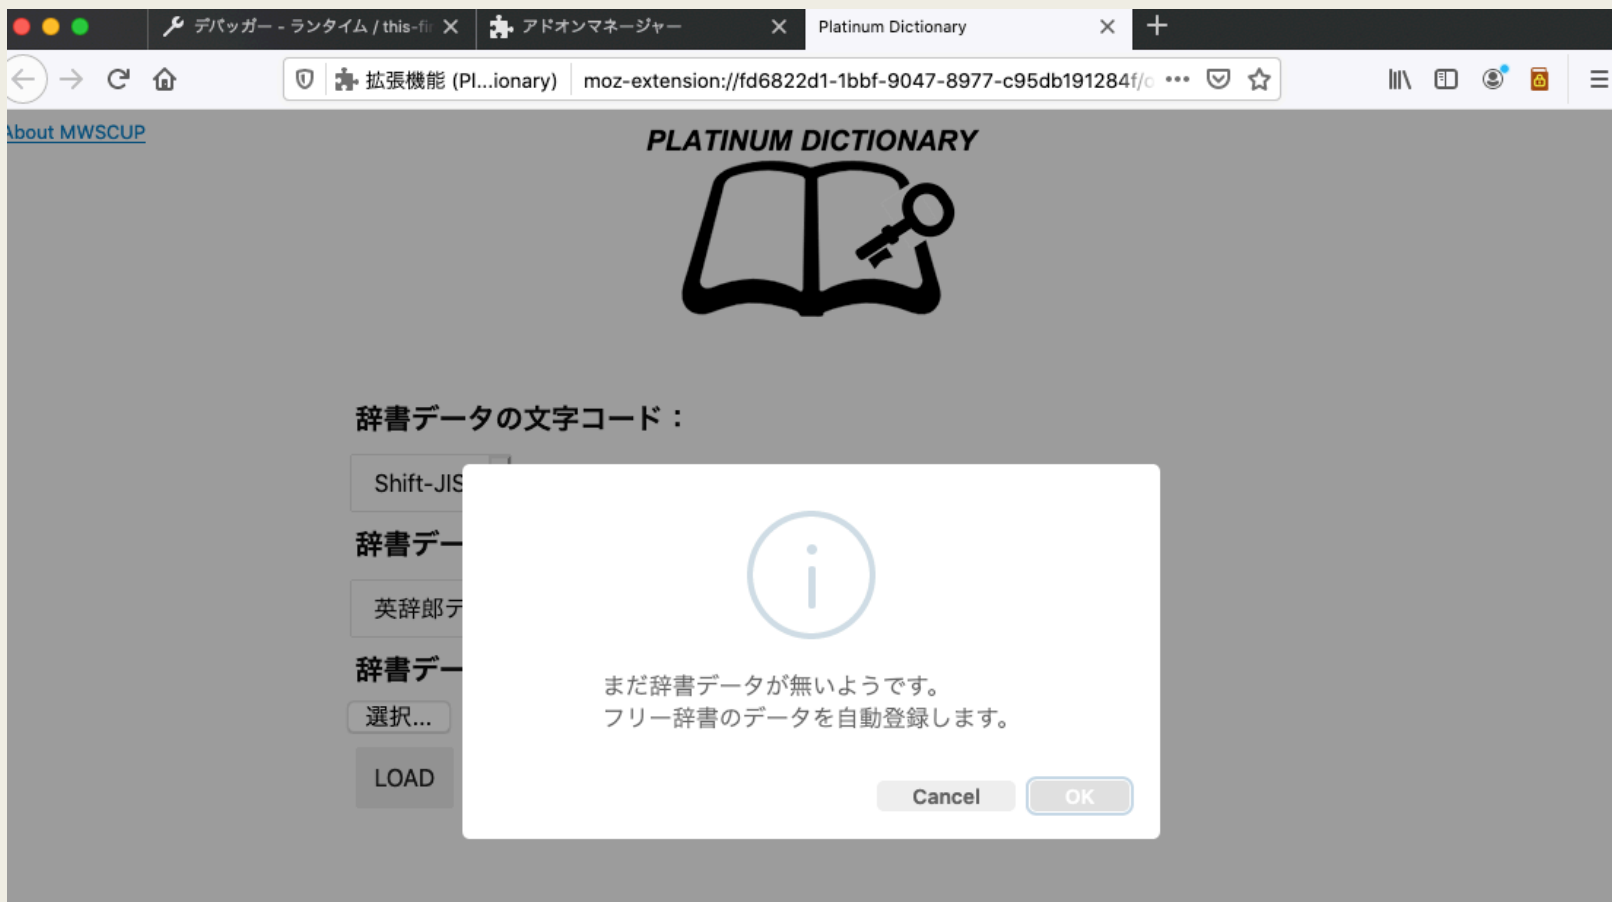 デバッガー - ランタイム / this-fir
アドオンマネージャー
Platinum Dictionary
拡張機能 (Pl...ionary)
moz-extension://fd6822d1-1bbf-9047-8977-c95db191284f/o
About MWSCUP
PLATINUM DICTIONARY
辞書データの文字コード：
Shift-JIS
辞書デー
英辞郎テ
辞書デー
選択...
LOAD
まだ辞書データが無いようです。
フリー辞書のデータを自動登録します。
Cancel
OK